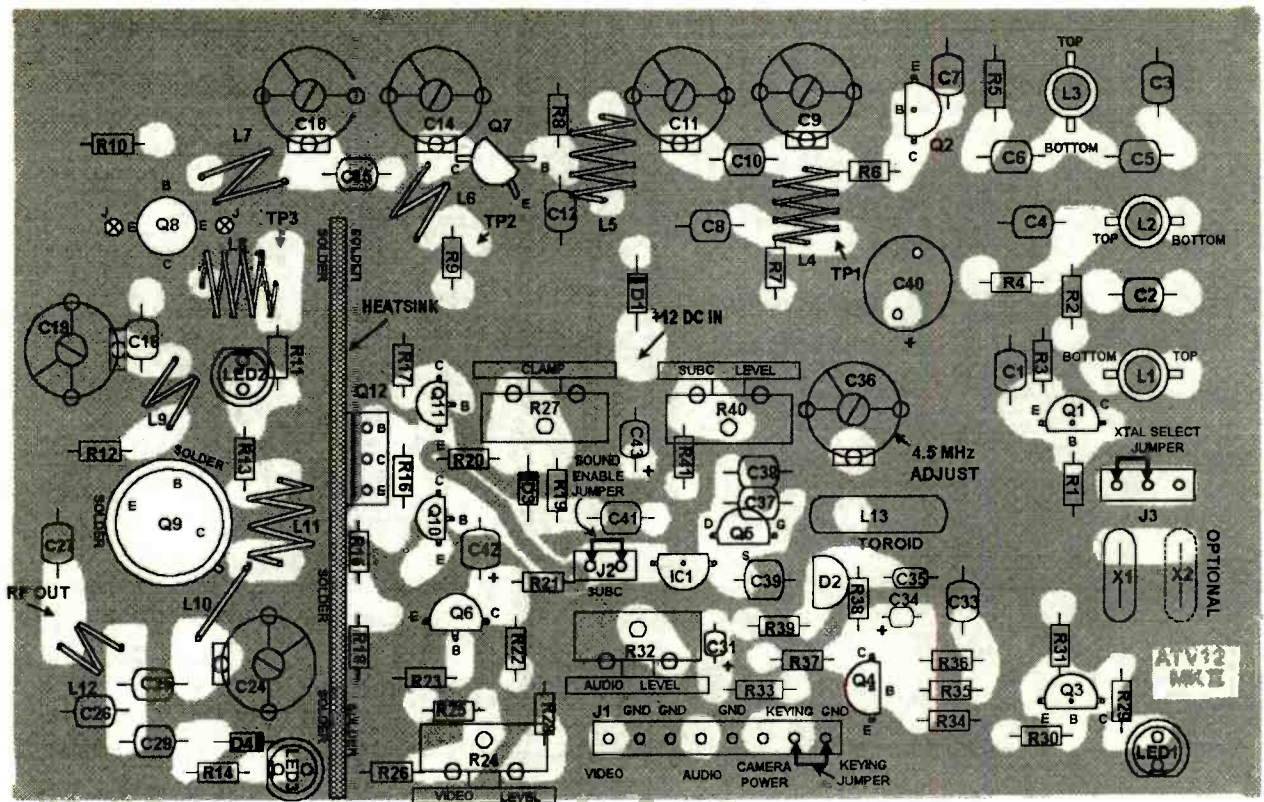 TOP
L3
BOTTOM
C3
R5
C7
E
B
Q2
C
C6
C5
C16
C14
Q7
R8
C11
C9
R10
L7
C10
R6
C
B
E
L6
C12
L5
B
J
E
Q8
E
J
C
TP3
TP2
R9
C8
R7
L4
TP1
C4
TOP
L2
BOTTOM
SOLDER
SOLDER
D1
C40
R4
R2
C2
HEATSINK
+12 DC IN
C19
C18
R11
LED2
R17
CLAMP
SUBC LEVEL
C36
C1
R3
BOTTOM
TOP
L1
L9
Q12
C
Q11
B
E
R27
R40
Q1
E
C
B
R12
R13
SOLDER
B
C
E
R16
R20
C43
+
R41
4.5 MHz
ADJUST
XTAL SELECT
JUMPER
SOUND
ENABLE
JUMPER
D3
R19
C38
C37
R1
J3
SOLDER
B
E
Q9
C
L11
C
Q10
B
E
C41
D
Q5
G
S
L13
TOROID
C27
C42
+
R21
J2
SUBC
IC1
C39
D2
R38
C35
C34
+
C33
X1
X2
OPTIONAL
RF OUT
L10
SOLDER
E
Q6
C
B
R22
R32
C31
+
R39
R37
R36
R31
ATV12
MK II
L12
C24
R23
AUDIO LEVEL
R33
C
Q4
B
E
R35
R34
Q3
E
B
C
R29
C26
R25
J1
GND
GND
GND
KEYING
GND
R30
C29
D4
SOLDER
R24
LED1
R14
LED3
R26
VIDEO
AUDIO
CAMERA
POWER
KEYING
JUMPER
VIDEO LEVEL